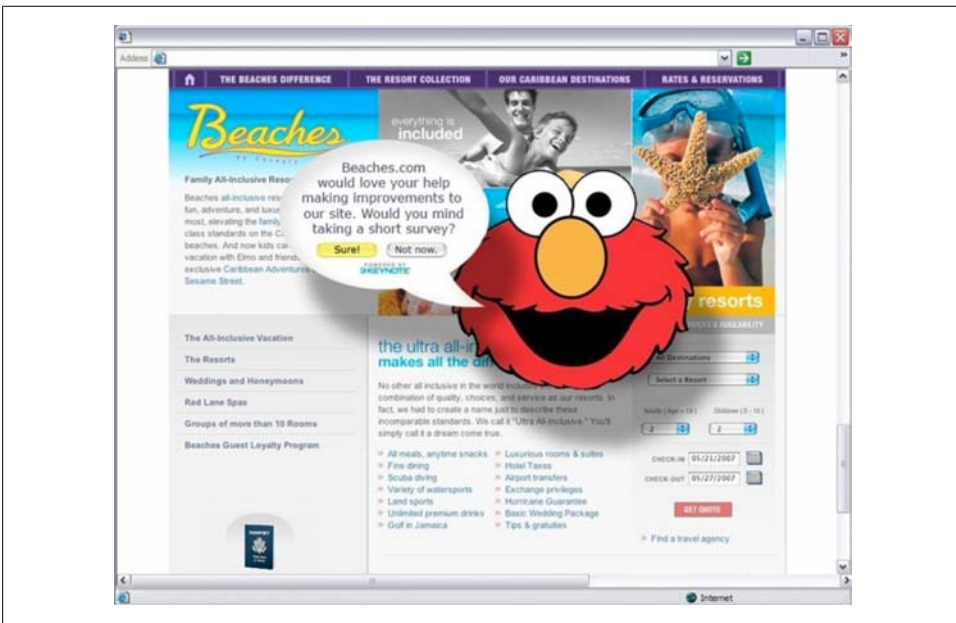 Address
THE BEACHES DIFFERENCE
THE RESORT COLLECTION
OUR CARIBBEAN DESTINATIONS
RATES & RESERVATIONS
Beaches
everything is
included
Family All-Inclusive
Beaches all-inclusive
fun, adventure, and
most, elevating the family
class standards on the
beaches. And now kids
vacation with Elmo and
exclusive Caribbean Adventures
Sesame Street.
Beaches.com
would love your help
making improvements to
our site. Would you mind
taking a short survey?
Sure!
Not now.
POWERED BY
KEYNOTE
resorts
The All-Inclusive Vacation
The Resorts
Weddings and Honeymoons
Red Lane Spas
Groups of more than 10 Rooms
Beaches Guest Loyalty Program
PASSPORT
the ultra
makes all the
No other all inclusive in the world
combination of quality, choices, and service as our resorts. In
fact, we had to create a name just to describe these
incomparable standards. We call it "Ultra All-Inclusive." You'll
simply call it a dream come true.
» All meals, anytime snacks
» Fine dining
» Scuba diving
» Variety of watersports
» Land sports
» Unlimited premium drinks
» Golf in Jamaica
» Luxurious rooms & suites
» Hotel Taxes
» Airport transfers
» Exchange privileges
» Hurricane Guarantee
» Basic Wedding Package
» Tips & gratuities
& AVAILABILITY
All Destinations
Select a Resort
2
2
CHECK-IN 05/21/2007
CHECK-OUT 05/27/2007
GET QUOTE
» Find a travel agency
Internet